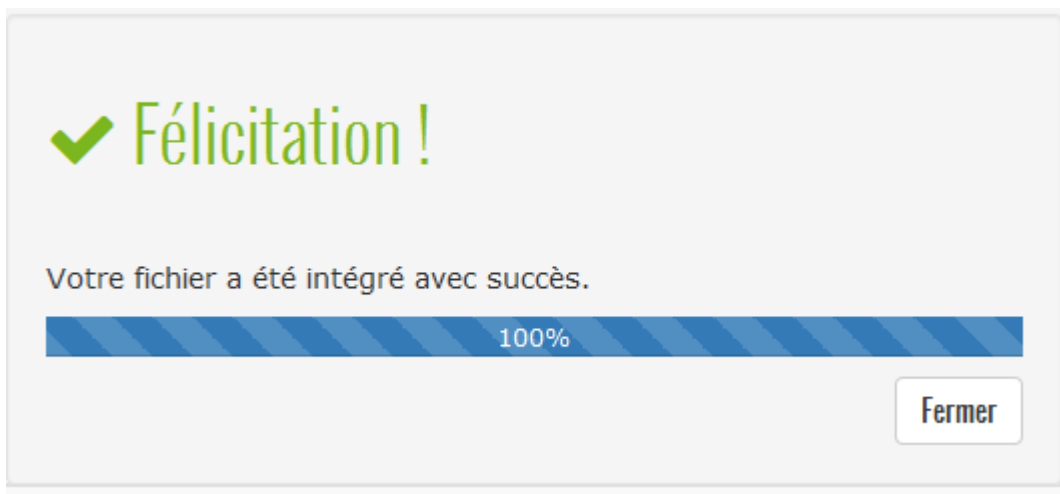 Félicitation !
Votre fichier a été intégré avec succès.
100%
Fermer